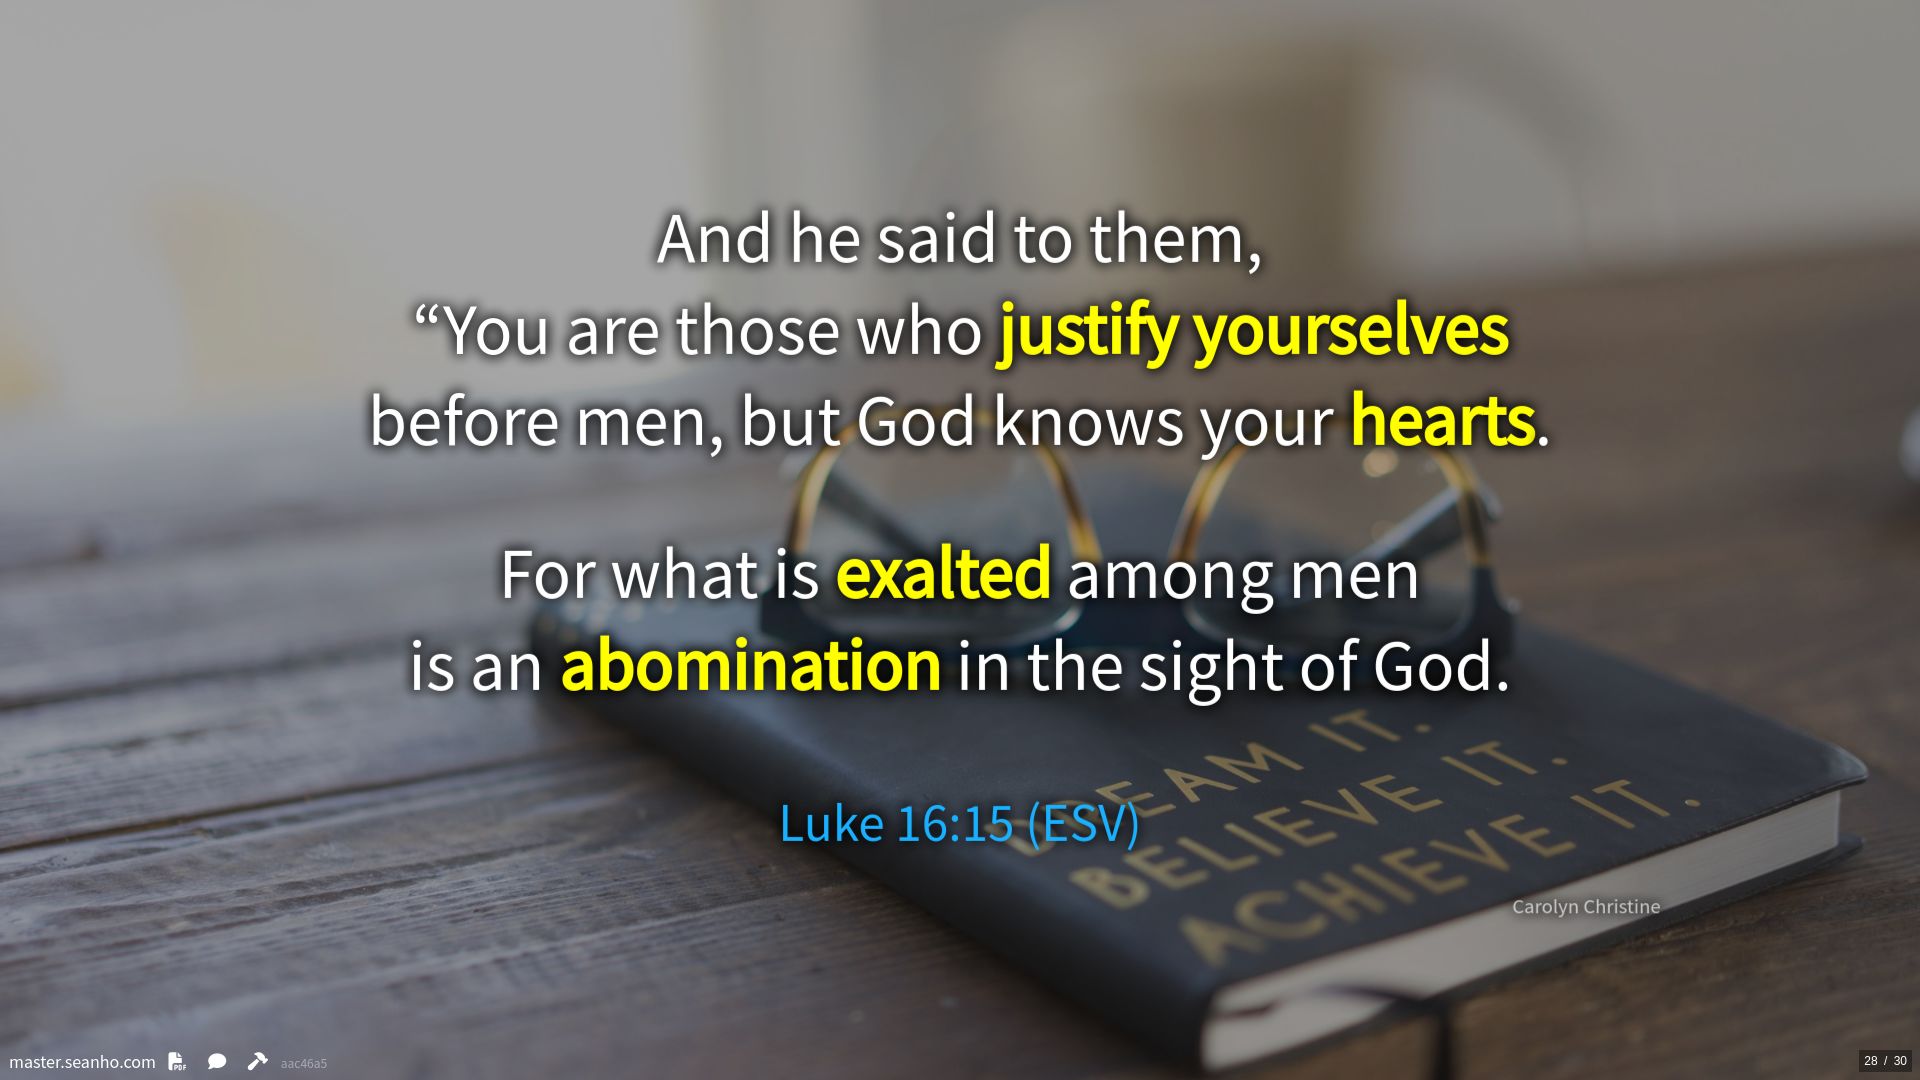 And he said to them,
“You are those who justify yourselves
before men, but God knows your hearts.
For what is exalted among men
is an abomination in the sight of God.
Luke 16:15 (ESV)
DREAM IT.
BELIEVE IT.
ACHIEVE IT.
Carolyn Christine
master.seanho.com PDF aac46a5
28 / 30